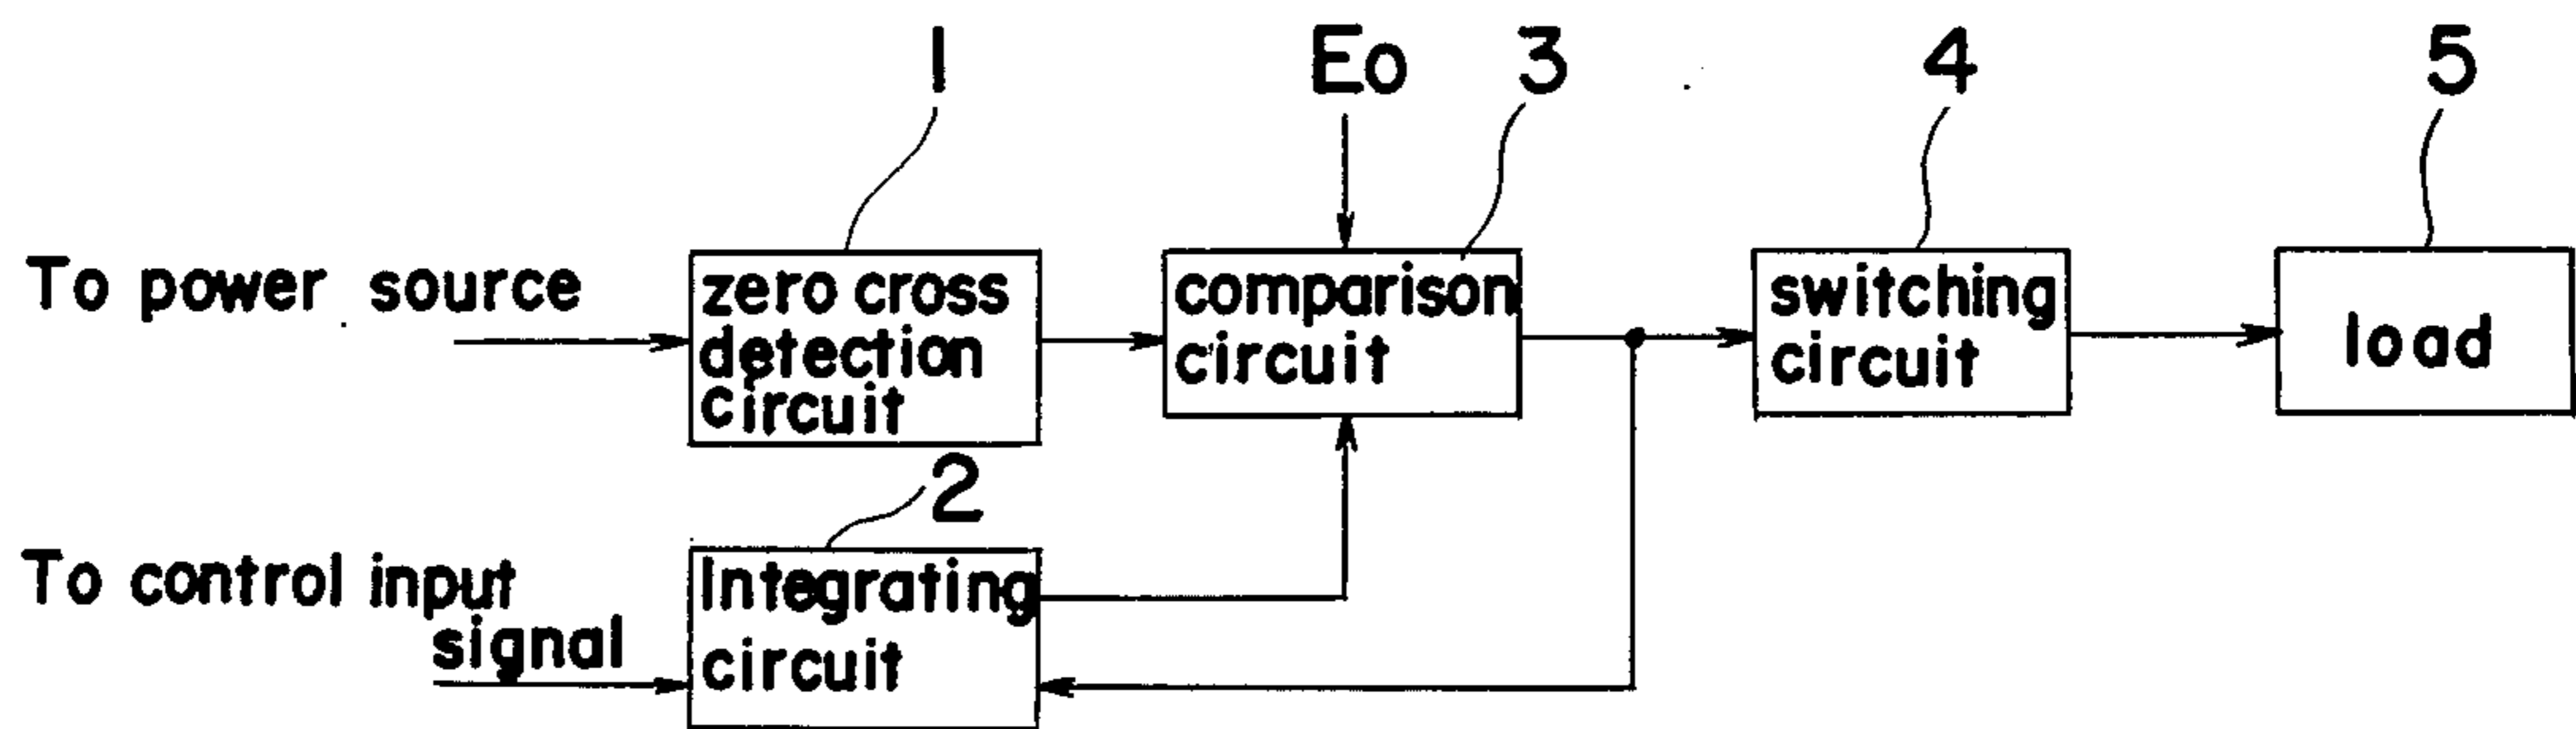 1
Eo 3
4
5
To power source
zero cross
detection
circuit
comparison
circuit
switching
circuit
load
2
To control input
signal
Integrating
circuit